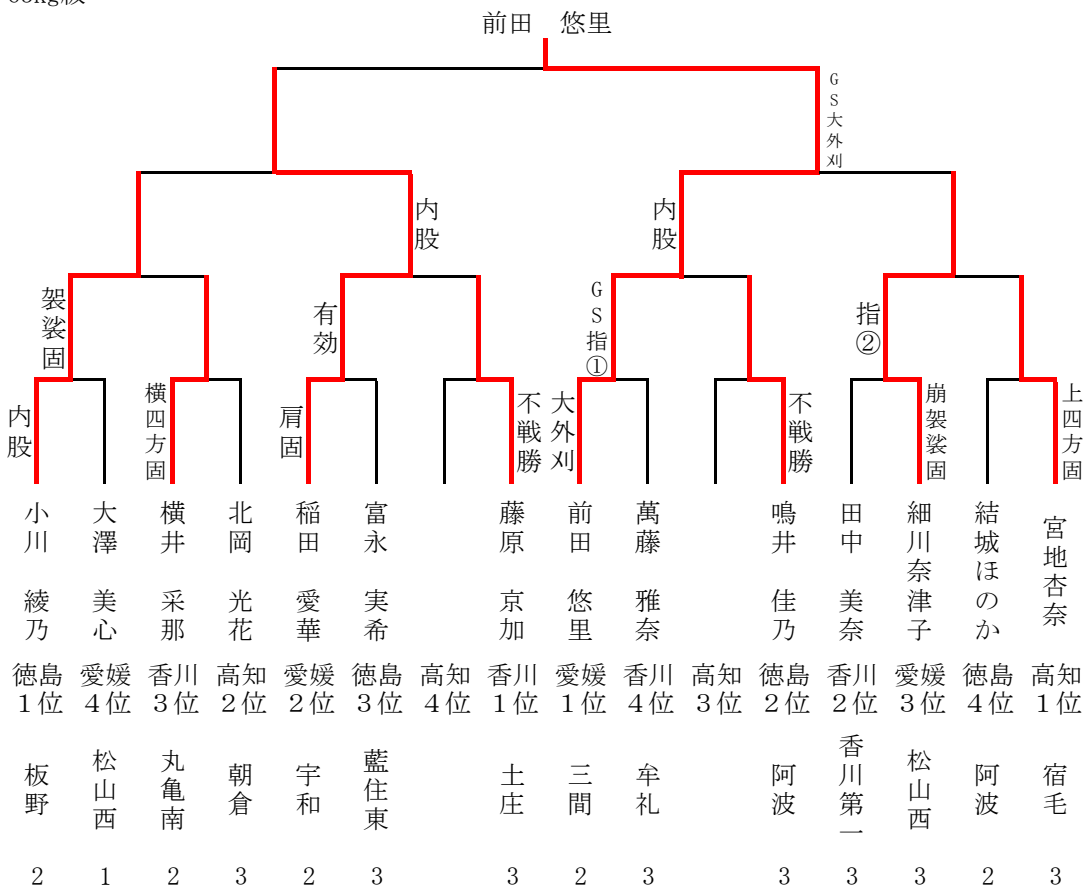 前田　悠里
GS大外刈
内股
内股
袈裟固
有効
GS指①
指②
内股
横四方固
肩固
不戦勝
大外刈
不戦勝
崩袈裟固
上四方固
小川　綾乃
大澤　美心
横井　采那
北岡　光花
稲田　愛華
富永　実希
藤原　京加
前田　悠里
萬藤　雅奈
鳴井　佳乃
田中　美奈
細川奈津子
結城ほのか
宮地杏奈
徳島 愛媛 香川 高知 愛媛 徳島 高知 香川 愛媛 香川 高知 徳島 香川 愛媛 徳島 高知
１位 ４位 ３位 ２位 ２位 ３位 ４位 １位 １位 ４位 ３位 ２位 ２位 ３位 ４位 １位
板野
松山西
丸亀南
朝倉
宇和
藍住東
土庄
三間
牟礼
阿波
香川第一
松山西
阿波
宿毛
2 1 2 3 2 3 3 2 3 3 3 3 2 3